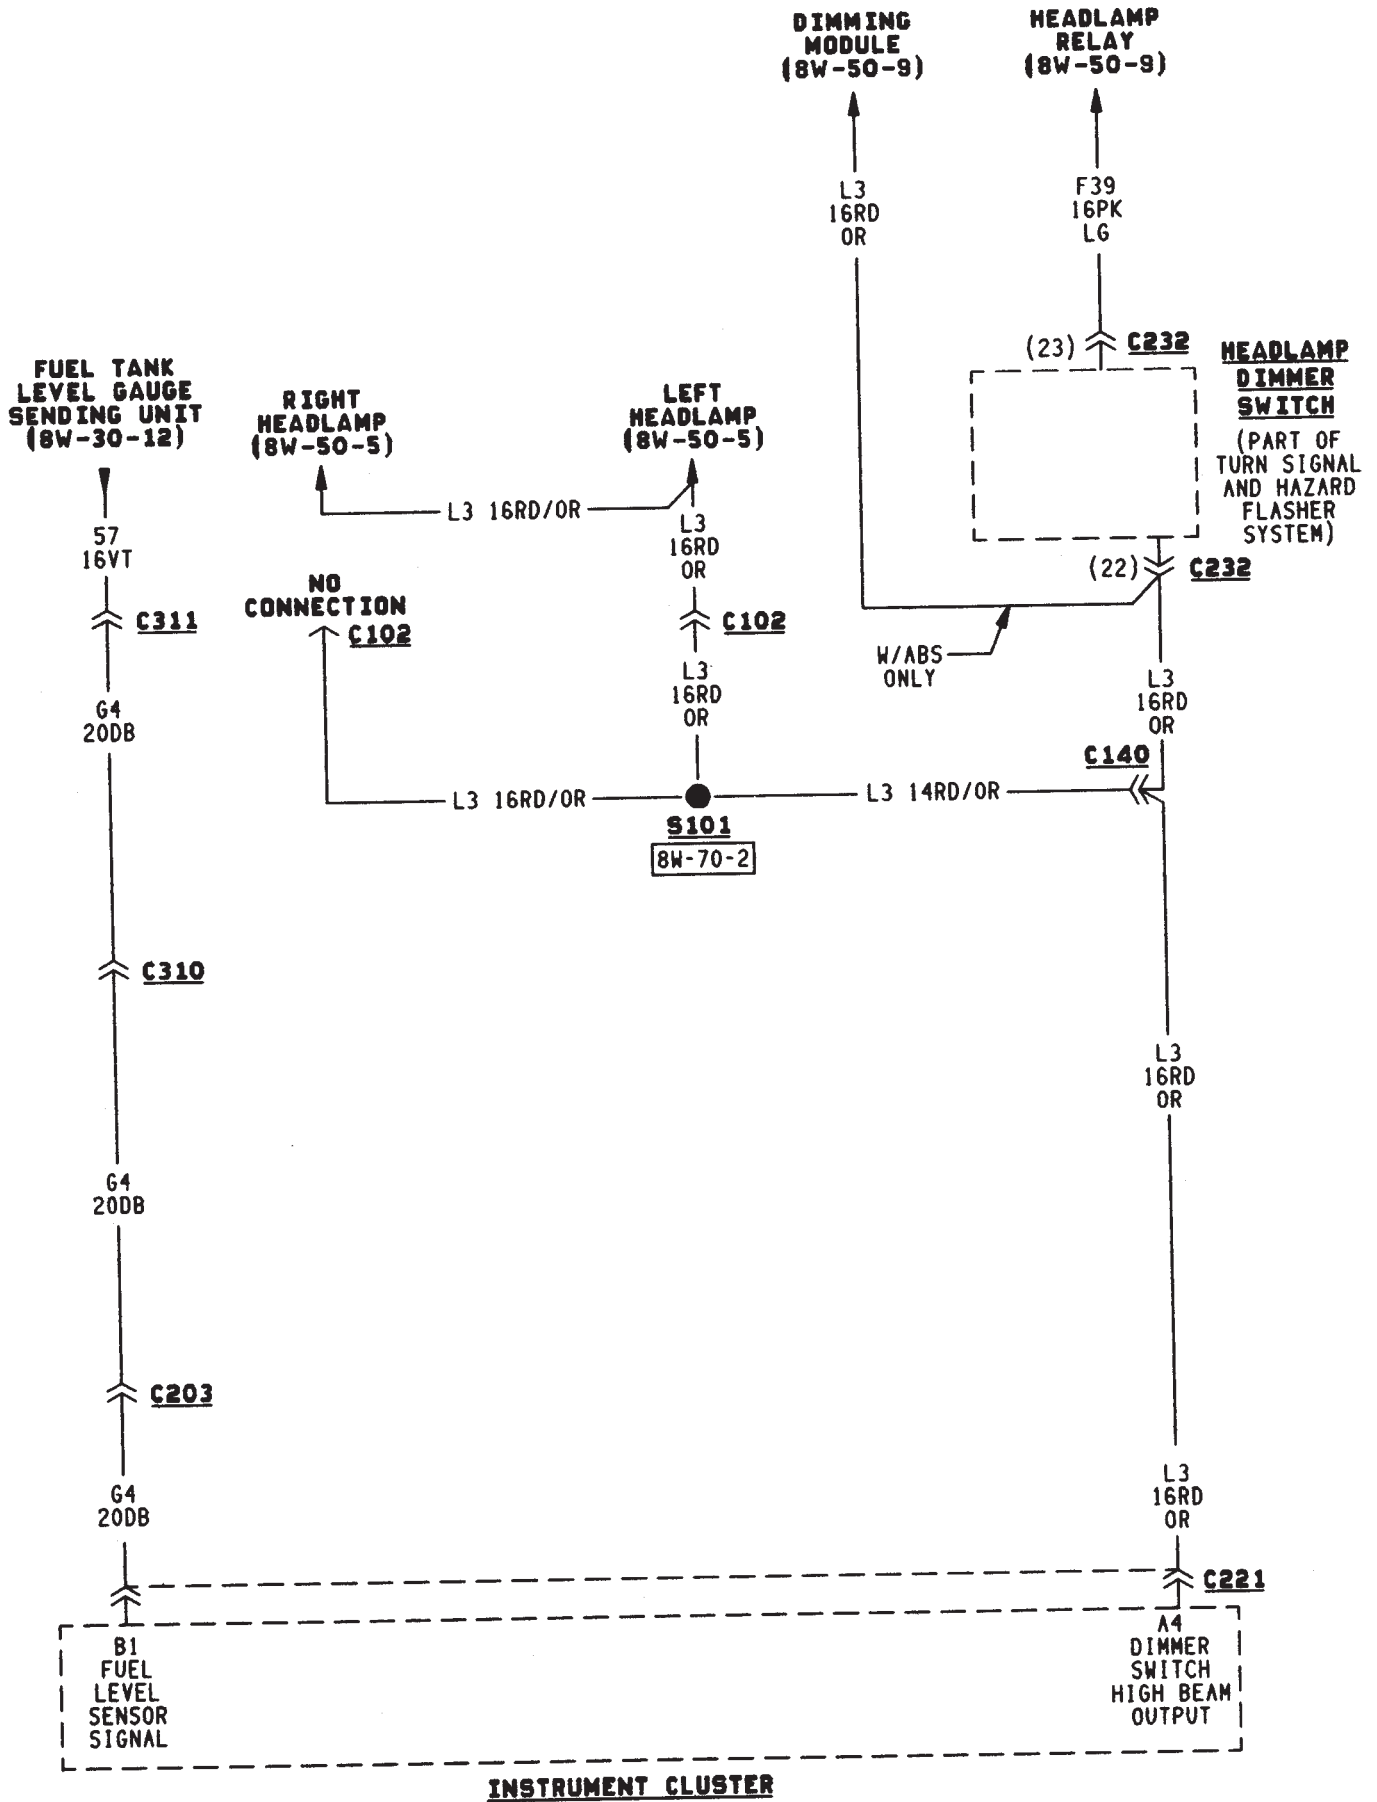 DIMMING
MODULE
(8W-50-9)
HEADLAMP
RELAY
(8W-50-9)
L3
16RD
OR
F39
16PK
LG
(23)
C232
HEADLAMP
DIMMER
SWITCH
(PART OF
TURN SIGNAL
AND HAZARD
FLASHER
SYSTEM)
FUEL TANK
LEVEL GAUGE
SENDING UNIT
(8W-30-12)
RIGHT
HEADLAMP
(8W-50-5)
LEFT
HEADLAMP
(8W-50-5)
L3 16RD/OR
L3
16RD
OR
57
16VT
(22)
C232
NO
CONNECTION
C102
C311
C102
W/ABS
ONLY
L3
16RD
OR
L3
16RD
OR
G4
20DB
C140
L3 16RD/OR
L3 14RD/OR
S101
8W-70-2
C310
L3
16RD
OR
G4
20DB
C203
G4
20DB
L3
16RD
OR
C221
B1
FUEL
LEVEL
SENSOR
SIGNAL
A4
DIMMER
SWITCH
HIGH BEAM
OUTPUT
INSTRUMENT CLUSTER